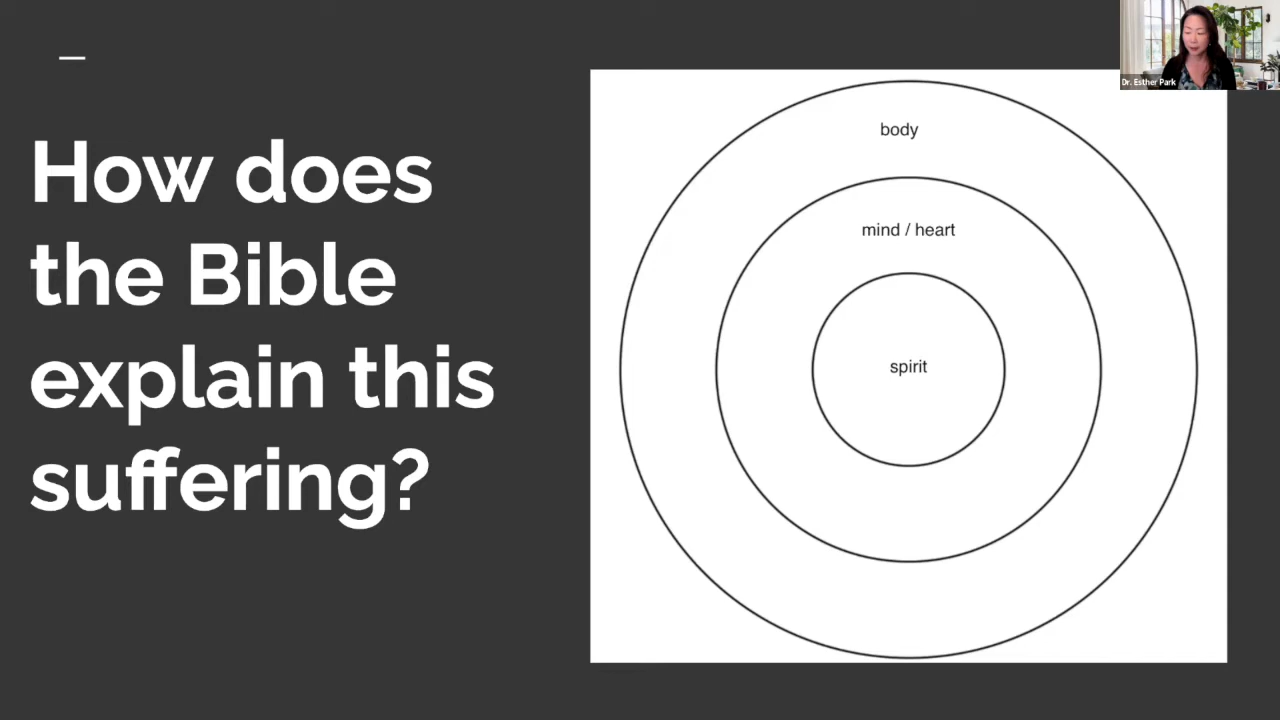 How does
the Bible
explain this
suffering?
body
mind / heart
spirit
Dr. Esther Park